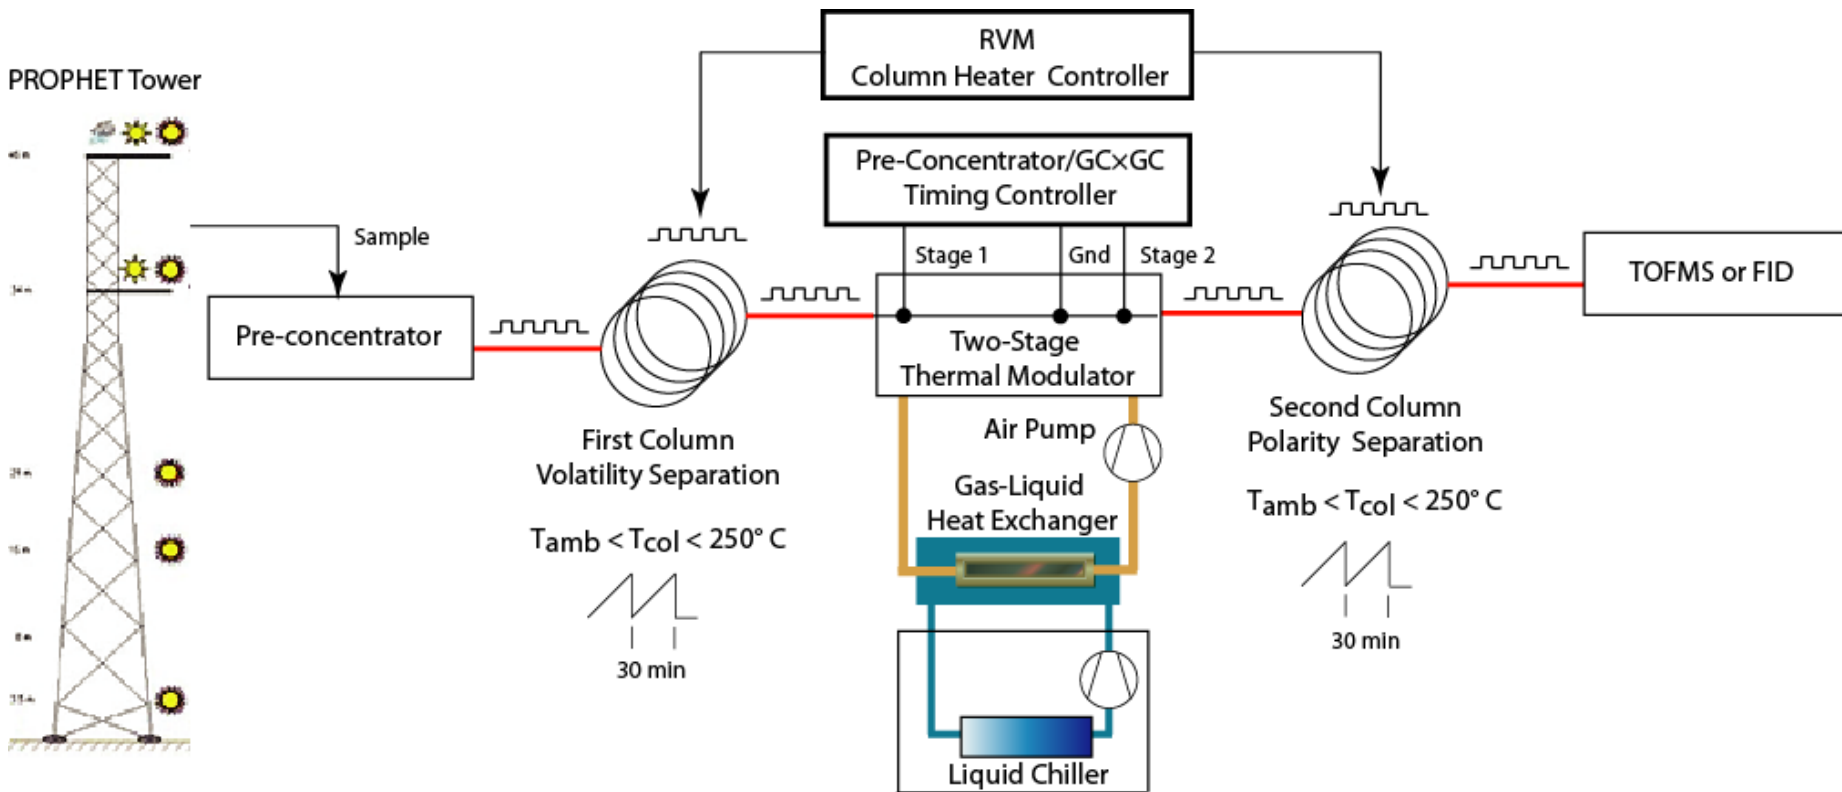 RVM
Column Heater Controller
PROPHET Tower
Pre-Concentrator/GC×GC
Timing Controller
Sample
Stage 1
Gnd
Stage 2
TOFMS or FID
Pre-concentrator
Two-Stage
Thermal Modulator
First Column
Volatility Separation
Air Pump
Second Column
Polarity Separation
Gas-Liquid
Heat Exchanger
Tamb < Tcol < 250° C
Tamb < Tcol < 250° C
30 min
30 min
Liquid Chiller